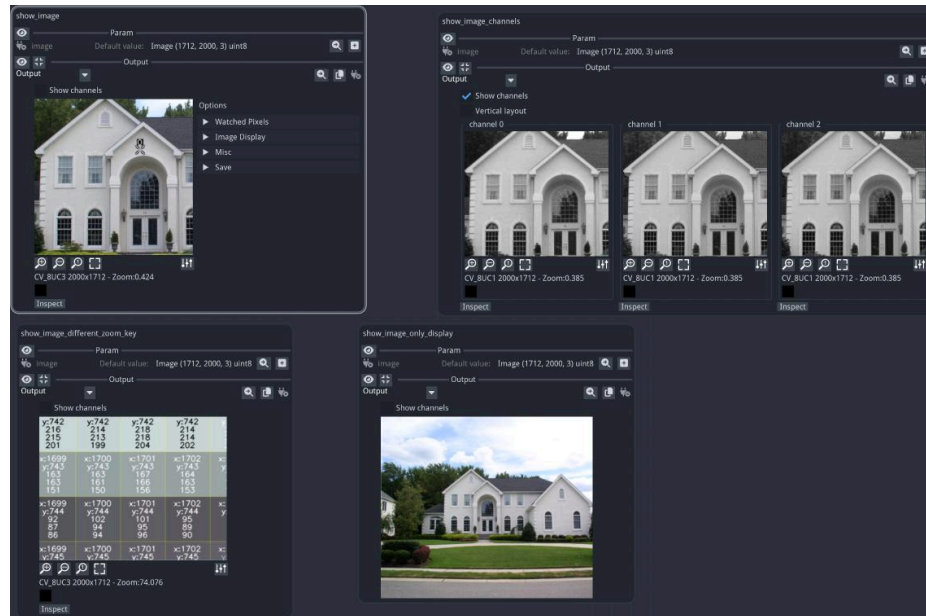 show_image
Param
image Default value: Image (1712, 2000, 3) uint8
Output
Output
Show channels
Options
Watched Pixels
Image Display
Misc
Save
CV_8UC3 2000x1712 - Zoom:0.424
Inspect
show_image_channels
Param
image Default value: Image (1712, 2000, 3) uint8
Output
Output
Show channels
Vertical layout
channel 0 channel 1 channel 2
CV_8UC1 2000x1712 - Zoom:0.385 CV_8UC1 2000x1712 - Zoom:0.385 CV_8UC1 2000x1712 - Zoom:0.385
Inspect Inspect Inspect
show_image_different_zoom_key
Param
image Default value: Image (1712, 2000, 3) uint8
Output
Output
Show channels
y:742 y:742 y:742 y:742
216 214 218 214
215 213 218 214
201 199 204 202
x:1699 x:1700 x:1701 x:1702 x:
y:743 y:743 y:743 y:743 y
163 163 167 164
163 161 166 163
151 150 156 153
x:1699 x:1700 x:1701 x:1702 x:
y:744 y:744 y:744 y:744 y
92 102 101 95
87 94 95 89
86 94 96 90
x:1699 x:1700 x:1701 x:1702 x:
y:745 y:745 y:745 y:745 y
CV_8UC3 2000x1712 - Zoom:74.076
Inspect
show_image_only_display
Param
image Default value: Image (1712, 2000, 3) uint8
Output
Output
Show channels